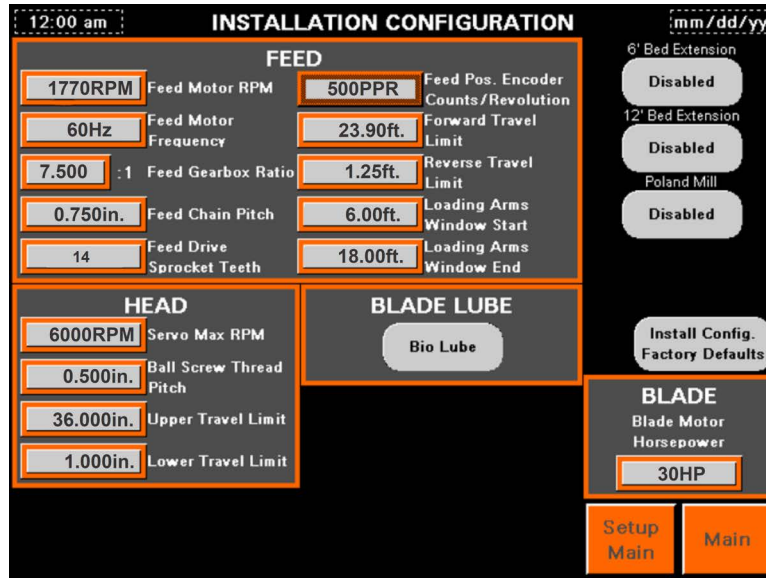 12:00 am
INSTALLATION CONFIGURATION
mm/dd/yy
FEED
1770RPM Feed Motor RPM
60Hz Feed Motor
Frequency
7.500 :1 Feed Gearbox Ratio
0.750in. Feed Chain Pitch
14 Feed Drive
Sprocket Teeth
500PPR Feed Pos. Encoder
Counts/Revolution
23.90ft. Forward Travel
Limit
1.25ft. Reverse Travel
Limit
6.00ft. Loading Arms
Window Start
18.00ft. Loading Arms
Window End
6' Bed Extension
Disabled
12' Bed Extension
Disabled
Poland Mill
Disabled
HEAD
6000RPM Servo Max RPM
0.500in. Ball Screw Thread
Pitch
36.000in. Upper Travel Limit
1.000in. Lower Travel Limit
BLADE LUBE
Bio Lube
Install Config.
Factory Defaults
BLADE
Blade Motor
Horsepower
30HP
Setup
Main
Main